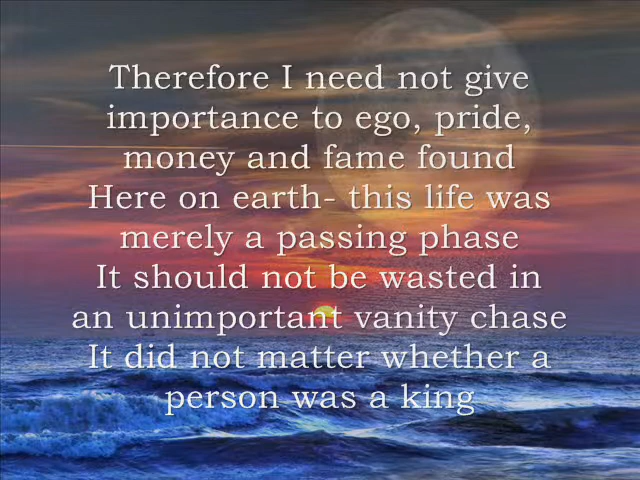 Therefore I need not give
importance to ego, pride,
money and fame found
Here on earth- this life was
merely a passing phase
It should not be wasted in
an unimportant vanity chase
It did not matter whether a
person was a king